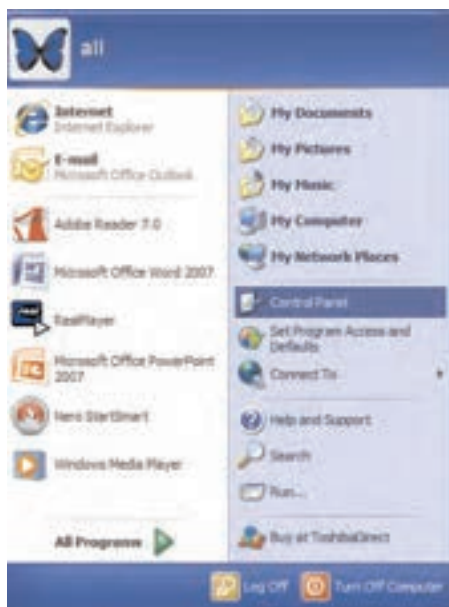 all
Internet
Internet Explorer
E-mail
Microsoft Office Outlook
Adobe Reader 7.0
Microsoft Office Word 2007
RealPlayer
Microsoft Office PowerPoint
2007
Nero StartSmart
Windows Media Player
All Programs
My Documents
My Pictures
My Music
My Computer
My Network Places
Control Panel
Set Program Access and
Defaults
Connect To
Help and Support
Search
Run...
Buy at ToshibaDirect
Log Off
Turn Off Computer